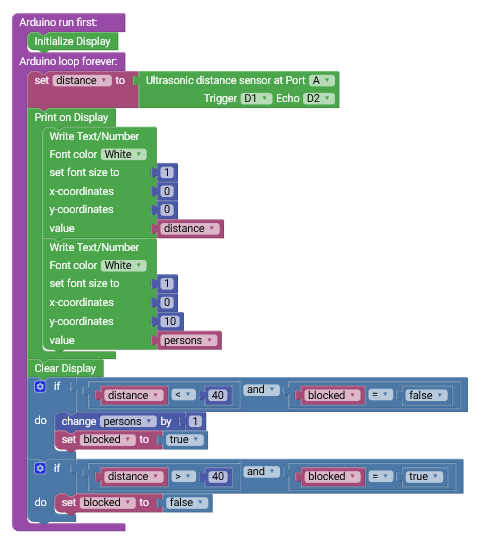 Arduino run first:
Initialize Display
Arduino loop forever:
set distance to Ultrasonic distance sensor at Port A
Trigger D1 Echo D2
Print on Display
Write Text/Number
Font color White
set font size to 1
x-coordinates 0
y-coordinates 0
value distance
Write Text/Number
Font color White
set font size to 1
x-coordinates 0
y-coordinates 10
value persons
Clear Display
if distance < 40 and blocked = false
do change persons by 1
set blocked to true
if distance > 40 and blocked = true
do set blocked to false